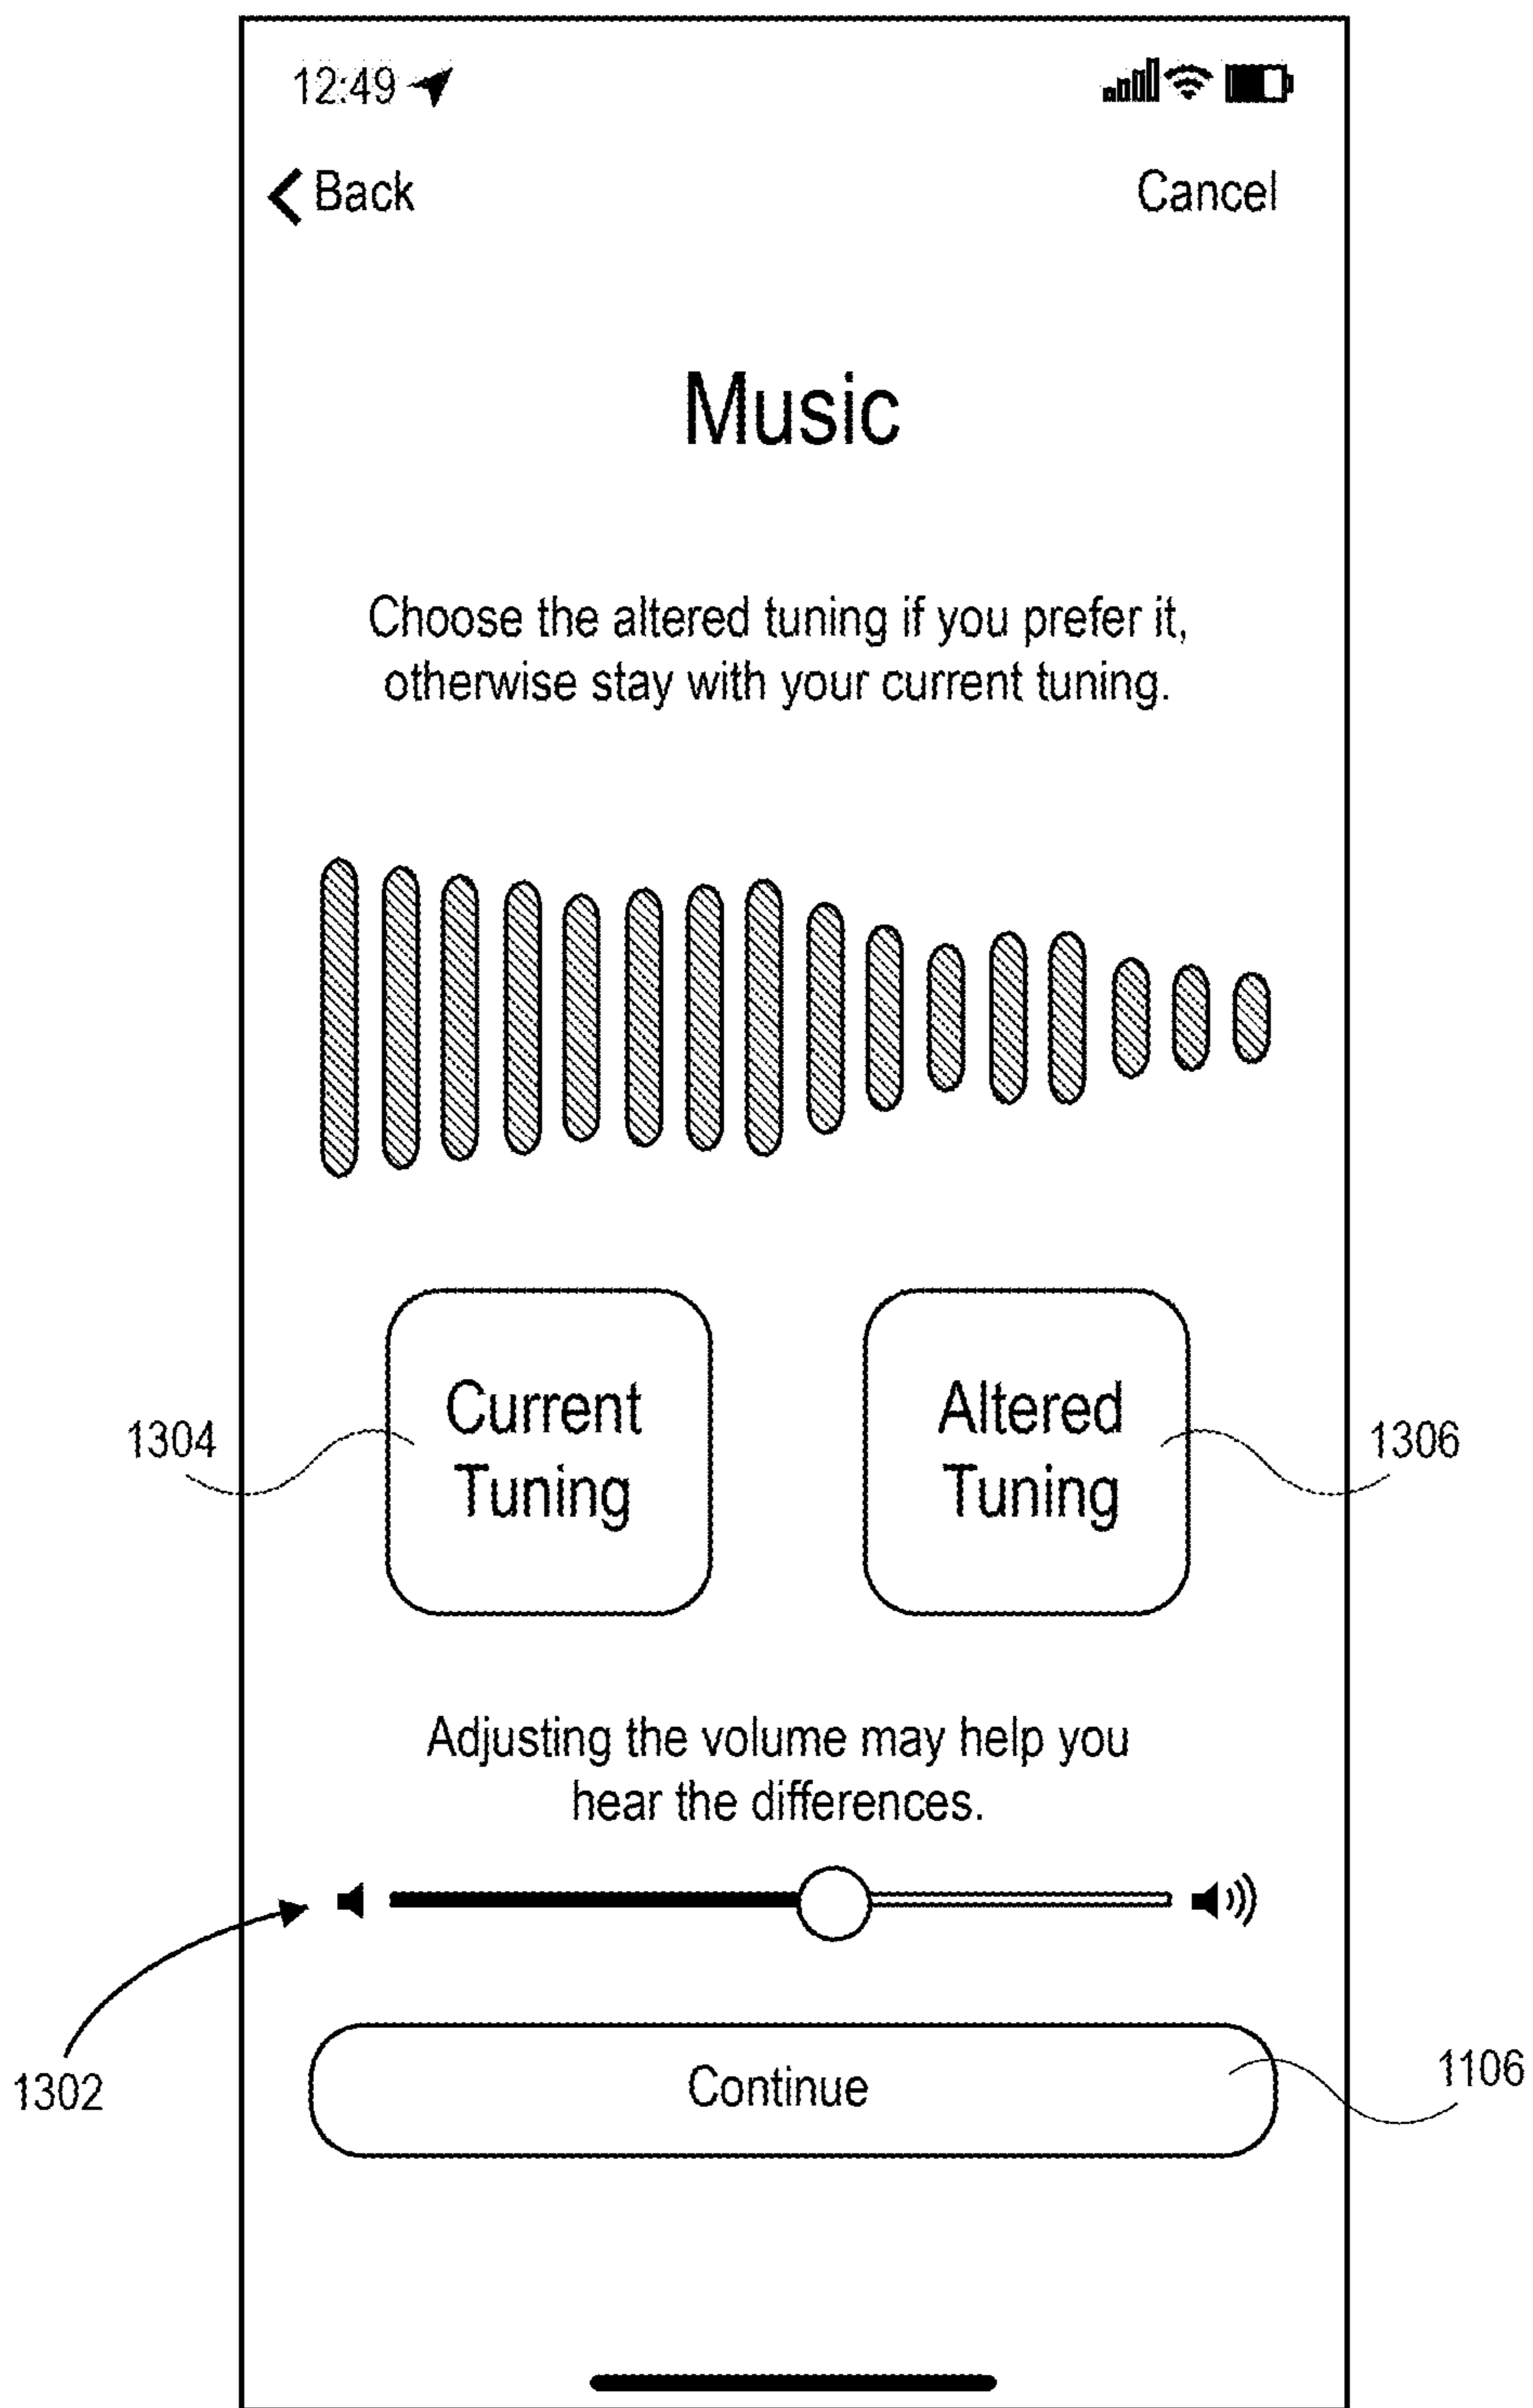 12:49
Back
Cancel
Music
Choose the altered tuning if you prefer it,
otherwise stay with your current tuning.
Current
Tuning
Altered
Tuning
1304
1306
Adjusting the volume may help you
hear the differences.
1302
Continue
1106